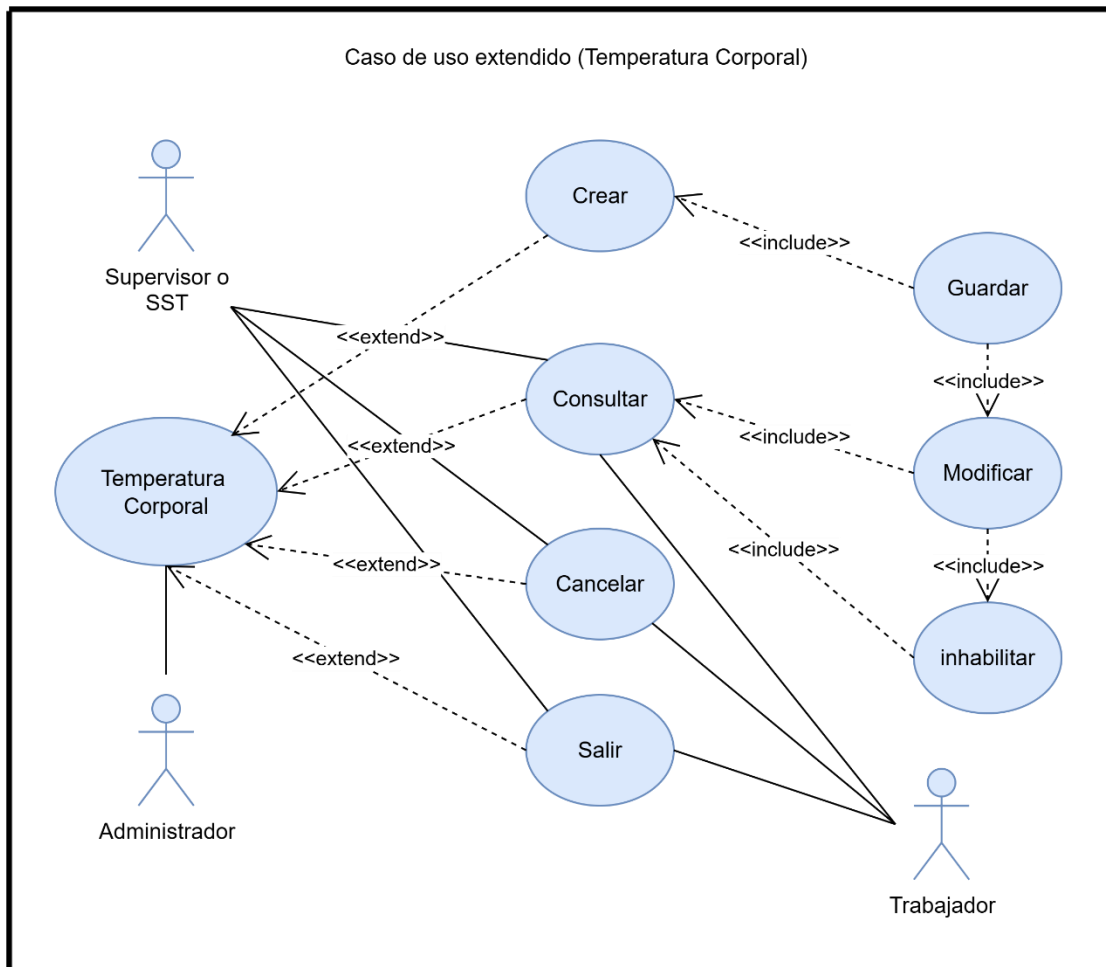 Caso de uso extendido (Temperatura Corporal)
Supervisor o
SST
Crear
<<include>>
Guardar
<<extend>>
Consultar
<<include>>
<<extend>>
<<include>>
Temperatura
Corporal
Modificar
<<extend>>
Cancelar
<<include>>
<<include>>
<<extend>>
inhabilitar
Salir
Administrador
Trabajador